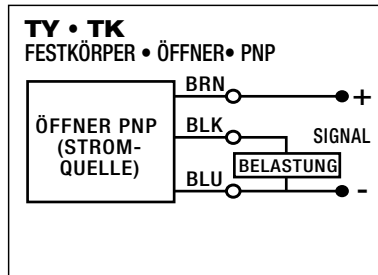 TY • TK
FESTKÖRPER • ÖFFNER• PNP
BRN
+
ÖFFNER PNP
(STROM-
QUELLE)
BLK
SIGNAL
BELASTUNG
BLU
-